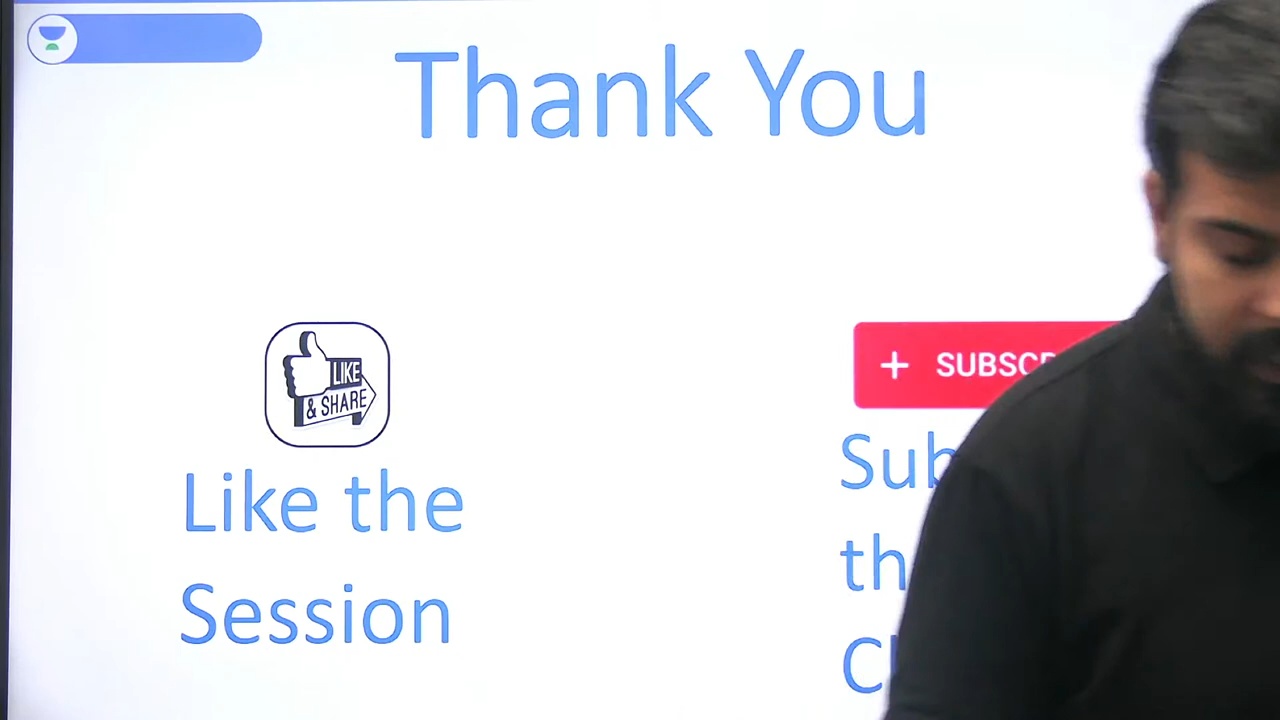 Thank You
LIKE
& SHARE
Like the
Session
+ SUBSC
Sub
th
C